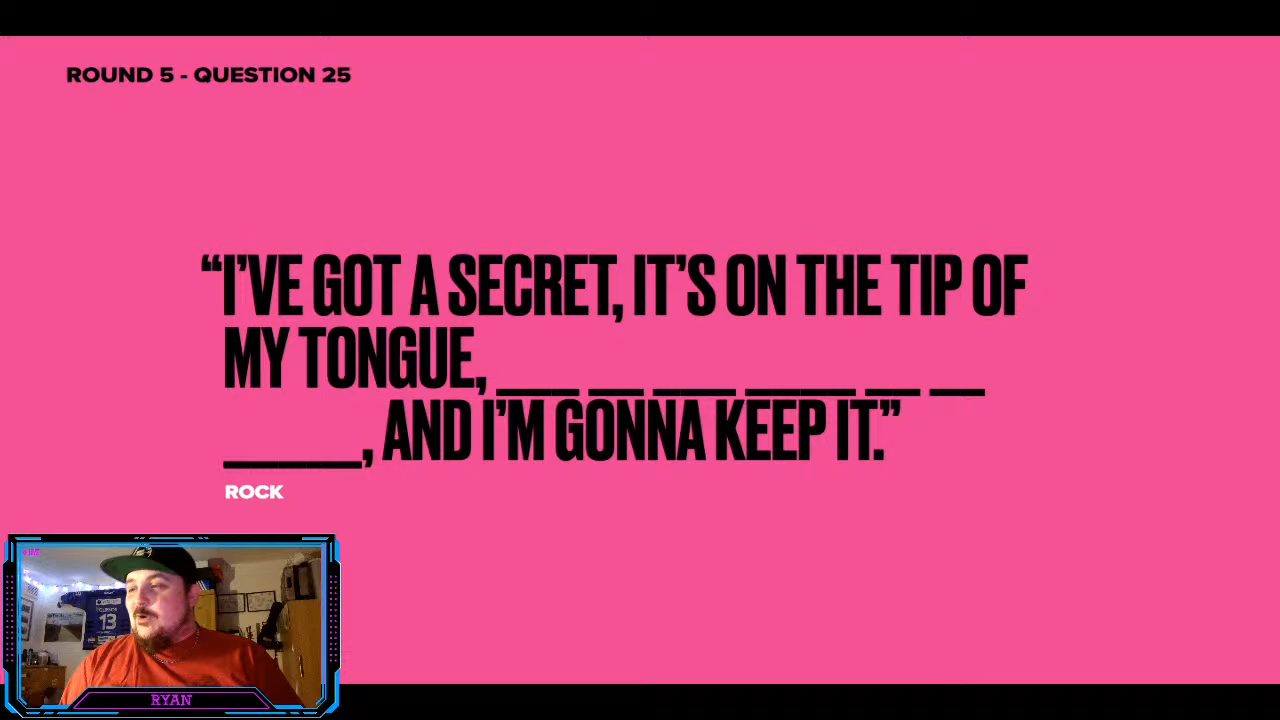 ROUND 5 - QUESTION 25
“I’VE GOT A SECRET, IT’S ON THE TIP OF
MY TONGUE, ___ __ ___ ____ __ __
_____, AND I’M GONNA KEEP IT.”
ROCK
13
RYAN